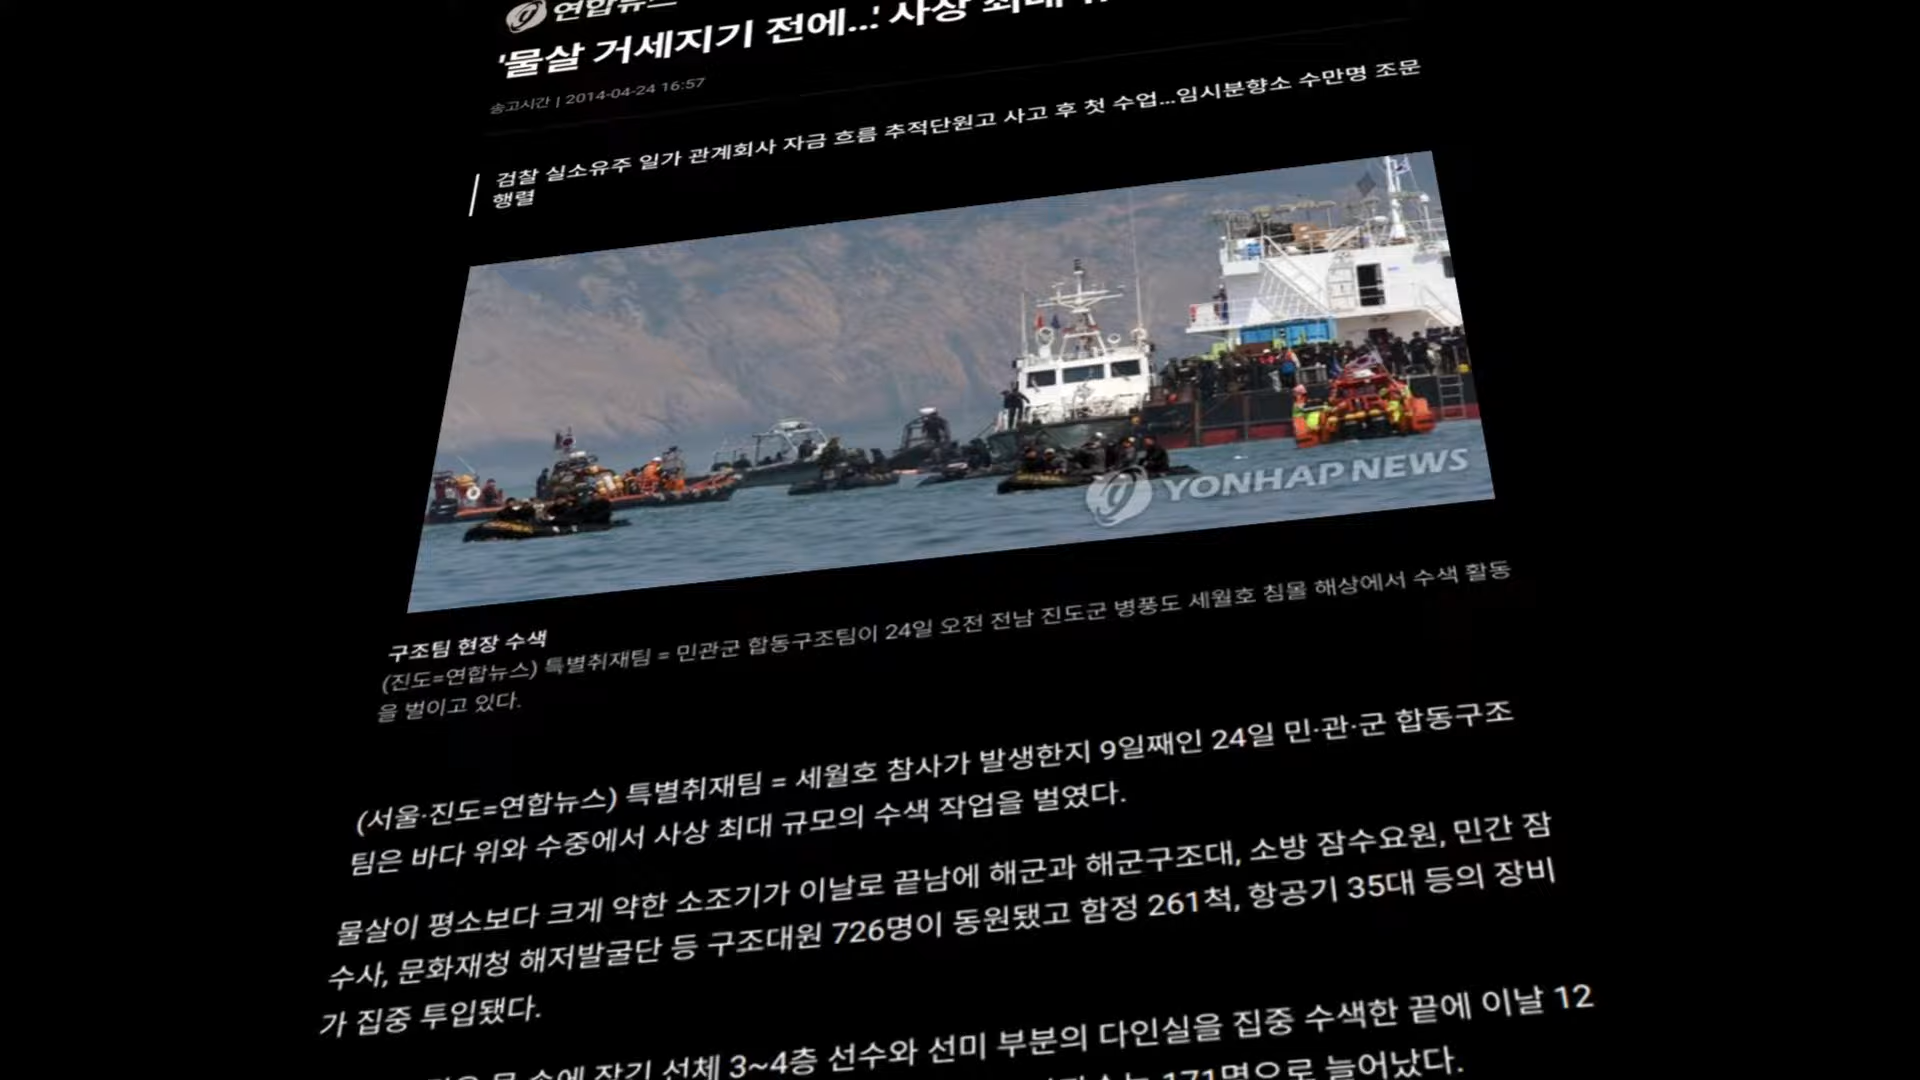 연합뉴스
'물살 거세지기 전에...' 사상 최대
송고시간 | 2014-04-24 16:57
검찰 실소유주 일가 관계회사 자금 흐름 추적단원고 사고 후 첫 수업...임시분향소 수만명 조문
행렬
YONHAP NEWS
구조팀 현장 수색
(진도=연합뉴스) 특별취재팀 = 민관군 합동구조팀이 24일 오전 전남 진도군 병풍도 세월호 침몰 해상에서 수색 활동
을 벌이고 있다.
(서울·진도=연합뉴스) 특별취재팀 = 세월호 참사가 발생한지 9일째인 24일 민·관·군 합동구조
팀은 바다 위와 수중에서 사상 최대 규모의 수색 작업을 벌였다.
물살이 평소보다 크게 약한 소조기가 이날로 끝남에 해군과 해군구조대, 소방 잠수요원, 민간 잠
수사, 문화재청 해저발굴단 등 구조대원 726명이 동원됐고 함정 261척, 항공기 35대 등의 장비
가 집중 투입됐다.
물 속에 잠긴 선체 3~4층 선수와 선미 부분의 다인실을 집중 수색한 끝에 이날 12
171명으로 늘어났다.